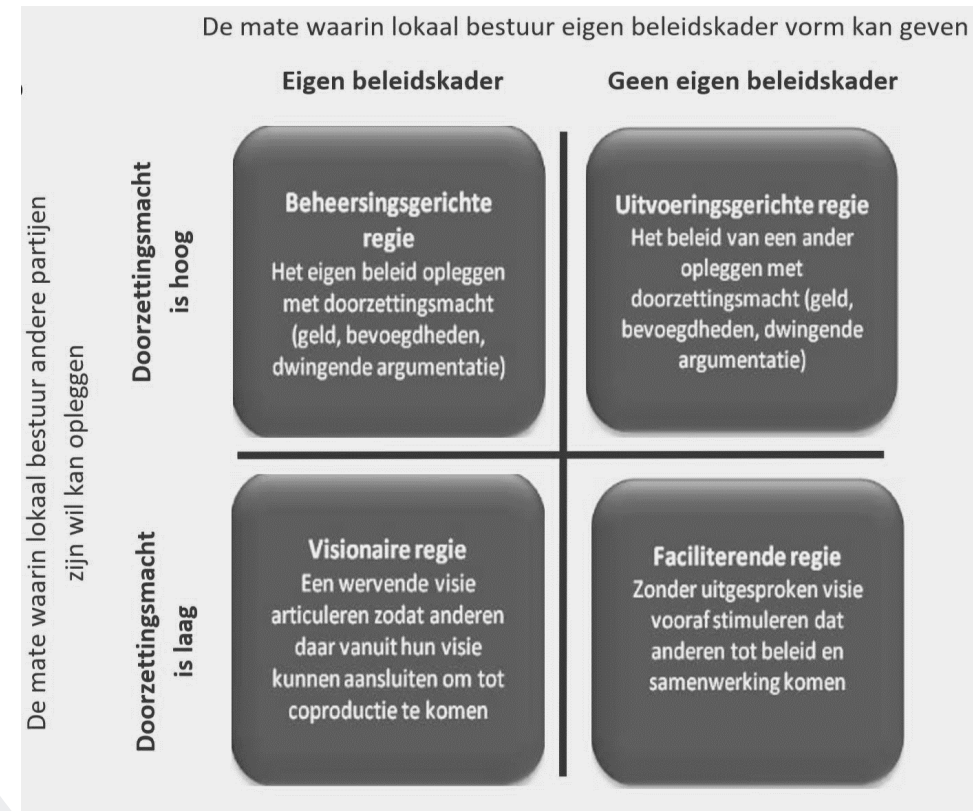 De mate waarin lokaal bestuur eigen beleidskader vorm kan geven
Eigen beleidskader
Geen eigen beleidskader
De mate waarin lokaal bestuur andere partijen
zijn wil kan opleggen
Doorzettingsmacht
is hoog
Beheersingsgerichte
regie
Het eigen beleid opleggen
met doorzettingsmacht
(geld, bevoegdheden,
dwingende argumentatie)
Uitvoeringsgerichte regie
Het beleid van een ander
opleggen met
doorzettingsmacht (geld,
bevoegdheden, dwingende
argumentatie)
Doorzettingsmacht
is laag
Visionaire regie
Een wervende visie
articuleren zodat anderen
daar vanuit hun visie
kunnen aansluiten om tot
coproductie te komen
Faciliterende regie
Zonder uitgesproken visie
vooraf stimuleren dat
anderen tot beleid en
samenwerking komen